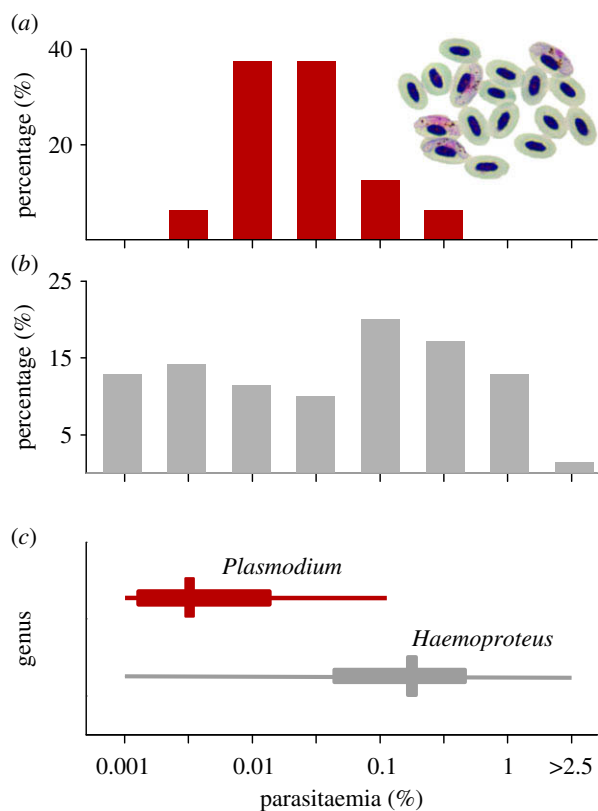 (a)
40
20
percentage (%)
(b)
25
15
5
percentage (%)
(c)
Plasmodium
Haemoproteus
genus
0.001 0.01 0.1 1 >2.5
parasitaemia (%)